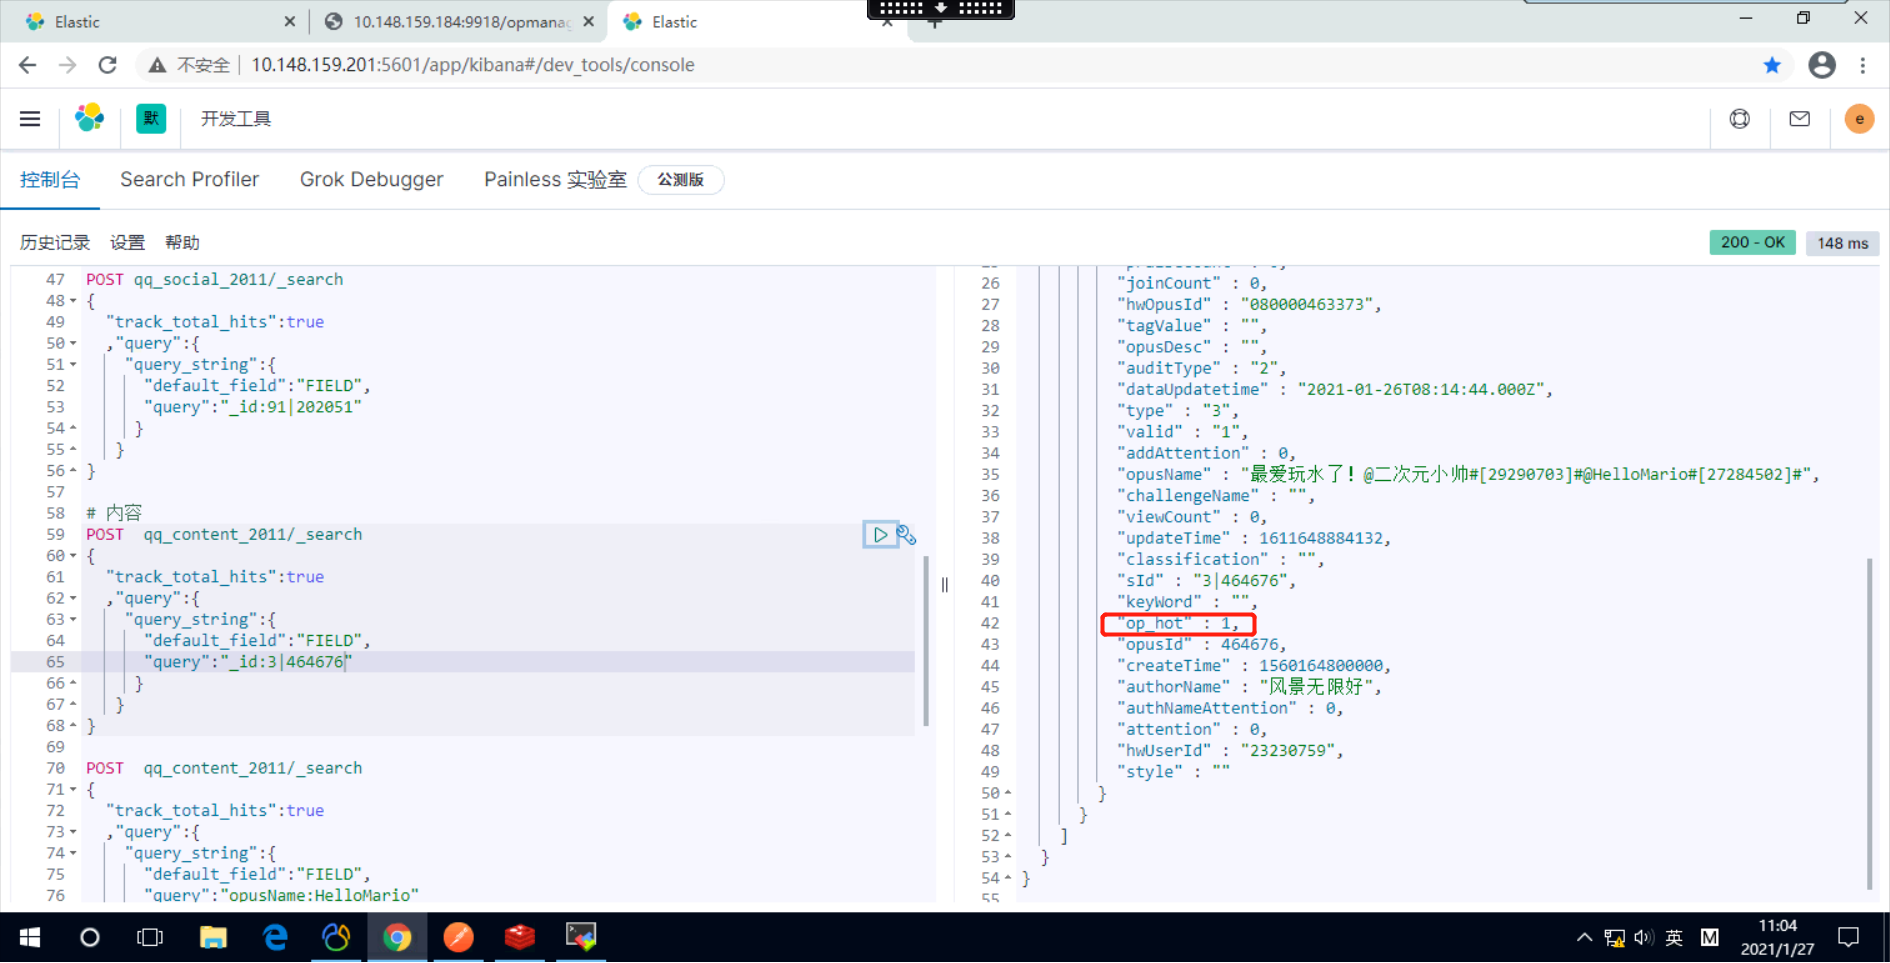 Elastic
10.148.159.184:9918/opmanag
Elastic
不安全
10.148.159.201:5601/app/kibana#/dev_tools/console
默
开发工具
e
控制台
Search Profiler
Grok Debugger
Painless 实验室
公测版
历史记录
设置
帮助
200 - OK
148 ms
47 POST qq_social_2011/_search
48 {
49 "track_total_hits":true
50 ,"query":{
51 "query_string":{
52 "default_field":"FIELD",
53 "query":"_id:91|202051"
54 }
55 }
56 }
57
58 # 内容
59 POST  qq_content_2011/_search
60 {
61 "track_total_hits":true
62 ,"query":{
63 "query_string":{
64 "default_field":"FIELD",
65 "query":"_id:3|464676"
66 }
67 }
68 }
69
70 POST  qq_content_2011/_search
71 {
72 "track_total_hits":true
73 ,"query":{
74 "query_string":{
75 "default_field":"FIELD",
76 "query":"opusName:HelloMario"
26 "joinCount" : 0,
27 "hwOpusId" : "080000463373",
28 "tagValue" : "",
29 "opusDesc" : "",
30 "auditType" : "2",
31 "dataUpdatetime" : "2021-01-26T08:14:44.000Z",
32 "type" : "3",
33 "valid" : "1",
34 "addAttention" : 0,
35 "opusName" : "最爱玩水了！@二次元小帅#[29290703]#@HelloMario#[27284502]#",
36 "challengeName" : "",
37 "viewCount" : 0,
38 "updateTime" : 1611648884132,
39 "classification" : "",
40 "sId" : "3|464676",
41 "keyWord" : "",
42 "op_hot" : 1,
43 "opusId" : 464676,
44 "createTime" : 1560164800000,
45 "authorName" : "风景无限好",
46 "authNameAttention" : 0,
47 "attention" : 0,
48 "hwUserId" : "23230759",
49 "style" : ""
50 }
51 }
52 ]
53 }
54 }
55
英
M
11:04
2021/1/27